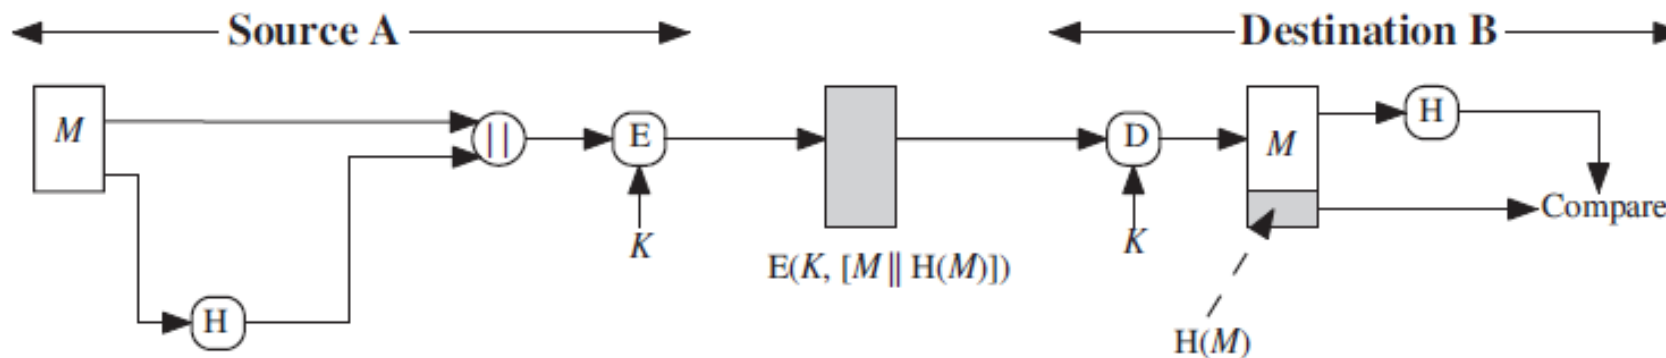 Source A
Destination B
M
||
E
D
M
H
K
K
Compare
E(K, [M || H(M)])
H
H(M)